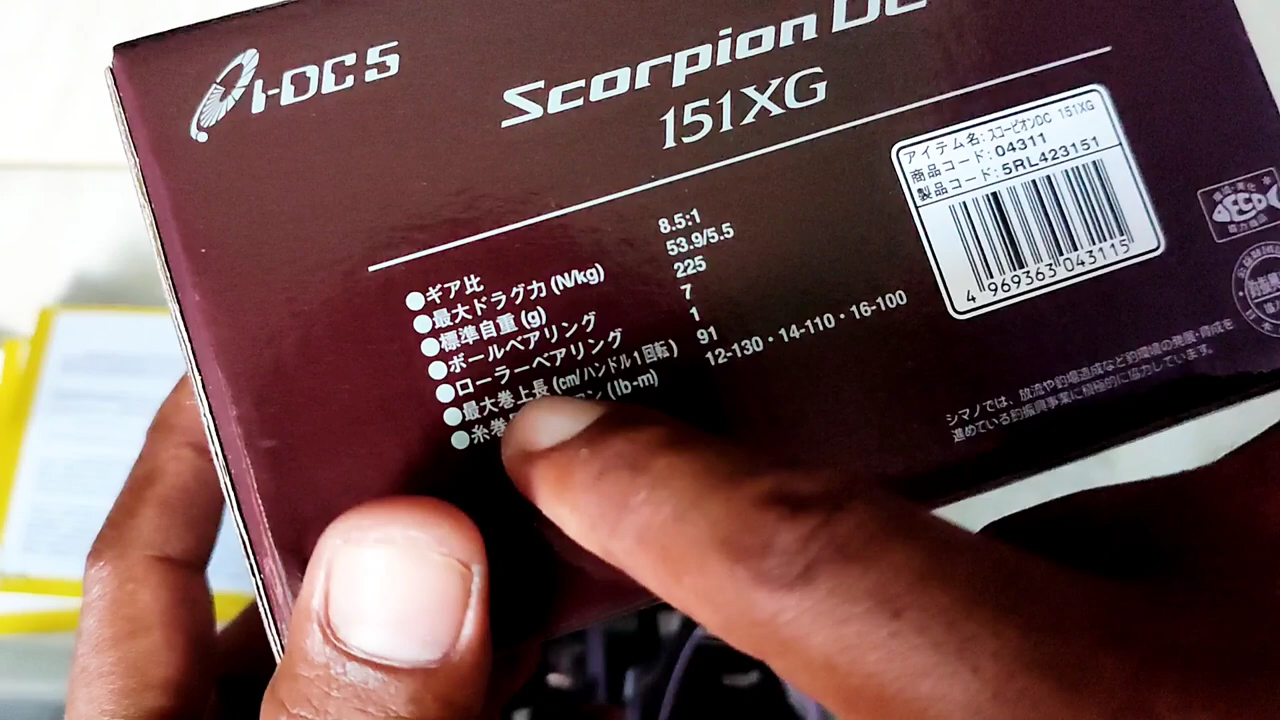 I-DC5
Scorpion DC
151XG
アイテム名:スコーピオンDC 151XG
商品コード:04311
製品コード:5RL423151
4 969363 043115
●ギア比 8.5:1
●最大ドラグ力(N/kg) 53.9/5.5
●標準自重(g) 225
●ボールベアリング 7
●ローラーベアリング 1
●最大巻上長(cm/ハンドル1回転) 91
●糸巻 (lb-m) 12-130・14-110・16-100
シマノでは、放流や釣場造成など釣環境の発展・育成を
進めている釣振興事業に積極的に協力しています。
ECO